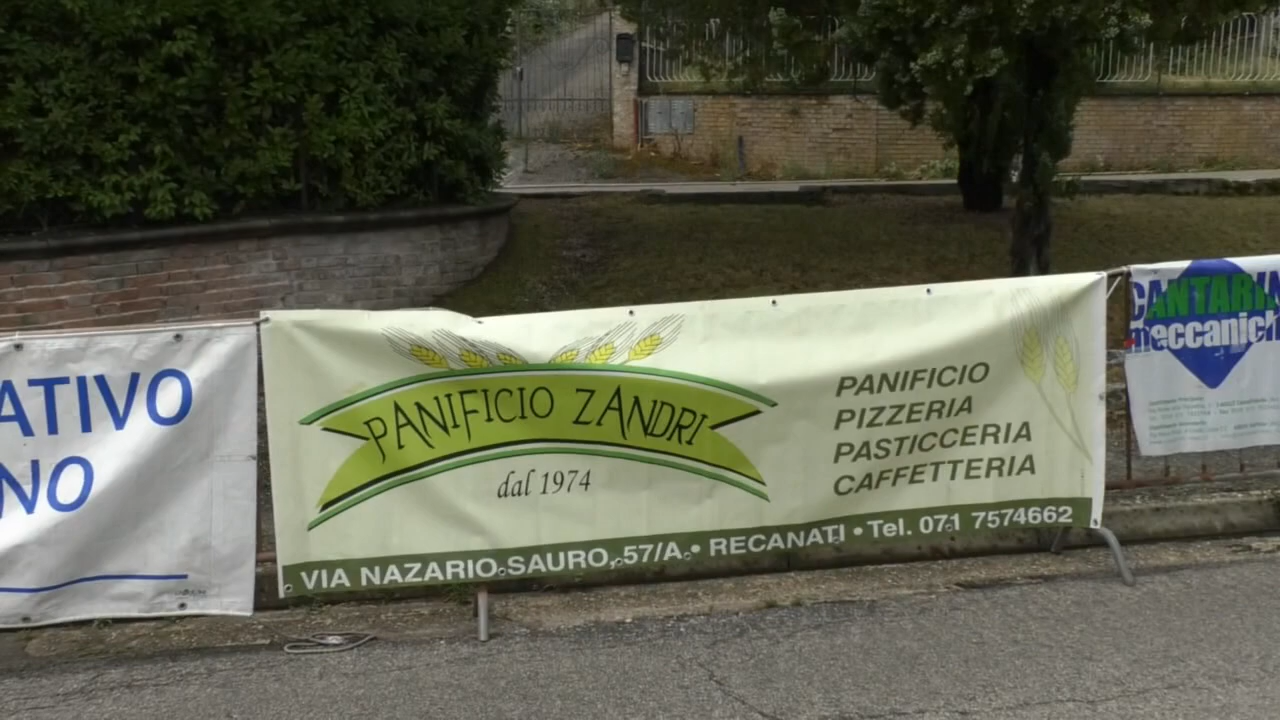 ATIVO
NO
PANIFICIO ZANDRI
dal 1974
PANIFICIO
PIZZERIA
PASTICCERIA
CAFFETTERIA
VIA NAZARIO SAURO, 57/A • RECANATI • Tel. 071 7574662
CANTARIN
meccanich